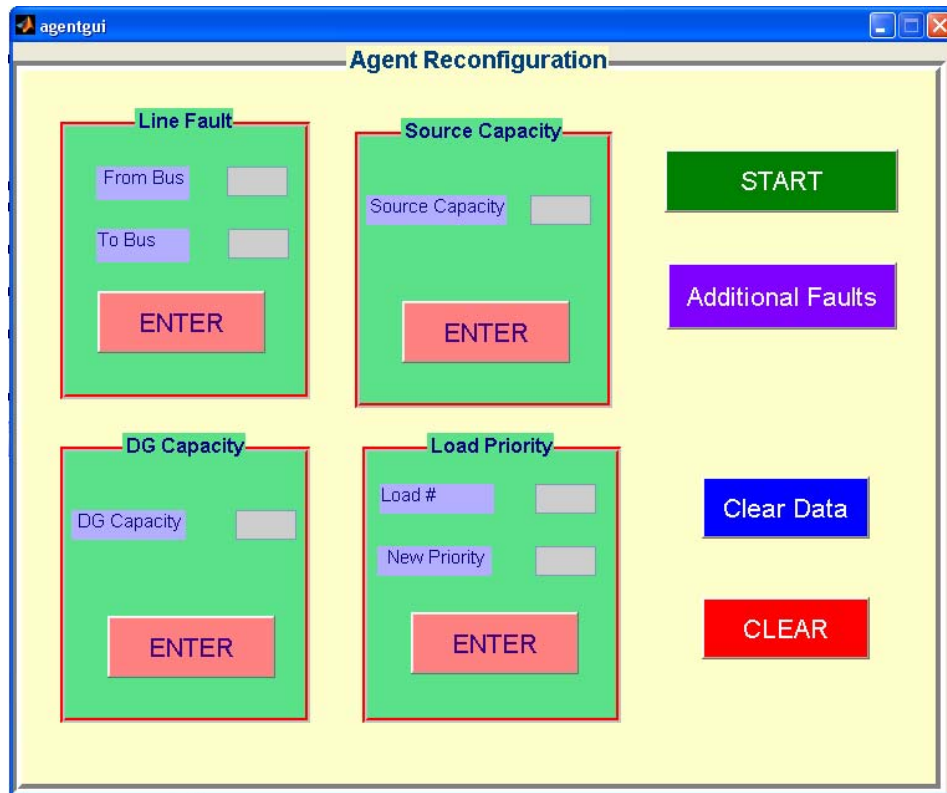 agentgui
Agent Reconfiguration
Line Fault
From Bus
To Bus
ENTER
Source Capacity
Source Capacity
ENTER
START
Additional Faults
DG Capacity
DG Capacity
ENTER
Load Priority
Load #
New Priority
ENTER
Clear Data
CLEAR